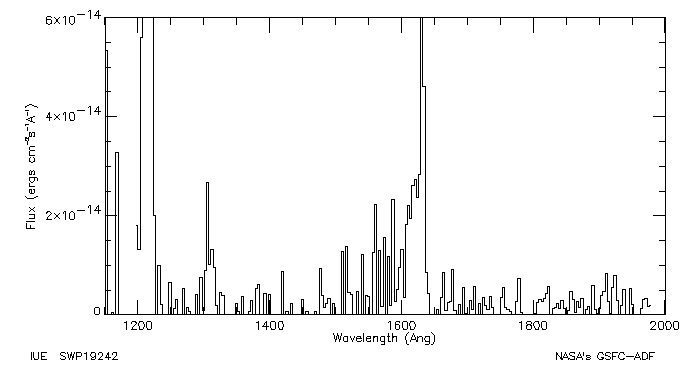 6×10−14
4×10−14
2×10−14
0
Flux (ergs cm−2s−1A−1)
1200 1400 1600 1800 2000
Wavelength (Ang)
IUE SWP19242 NASA's GSFC−ADF